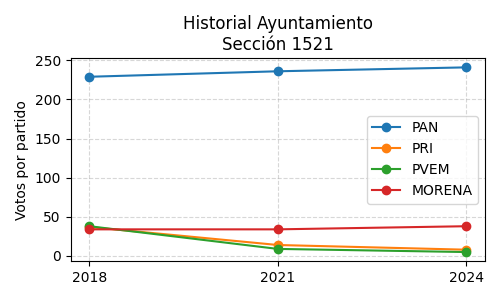 Historial Ayuntamiento
Sección 1521
Votos por partido
250
200
150
100
50
0
PAN
PRI
PVEM
MORENA
2018
2021
2024